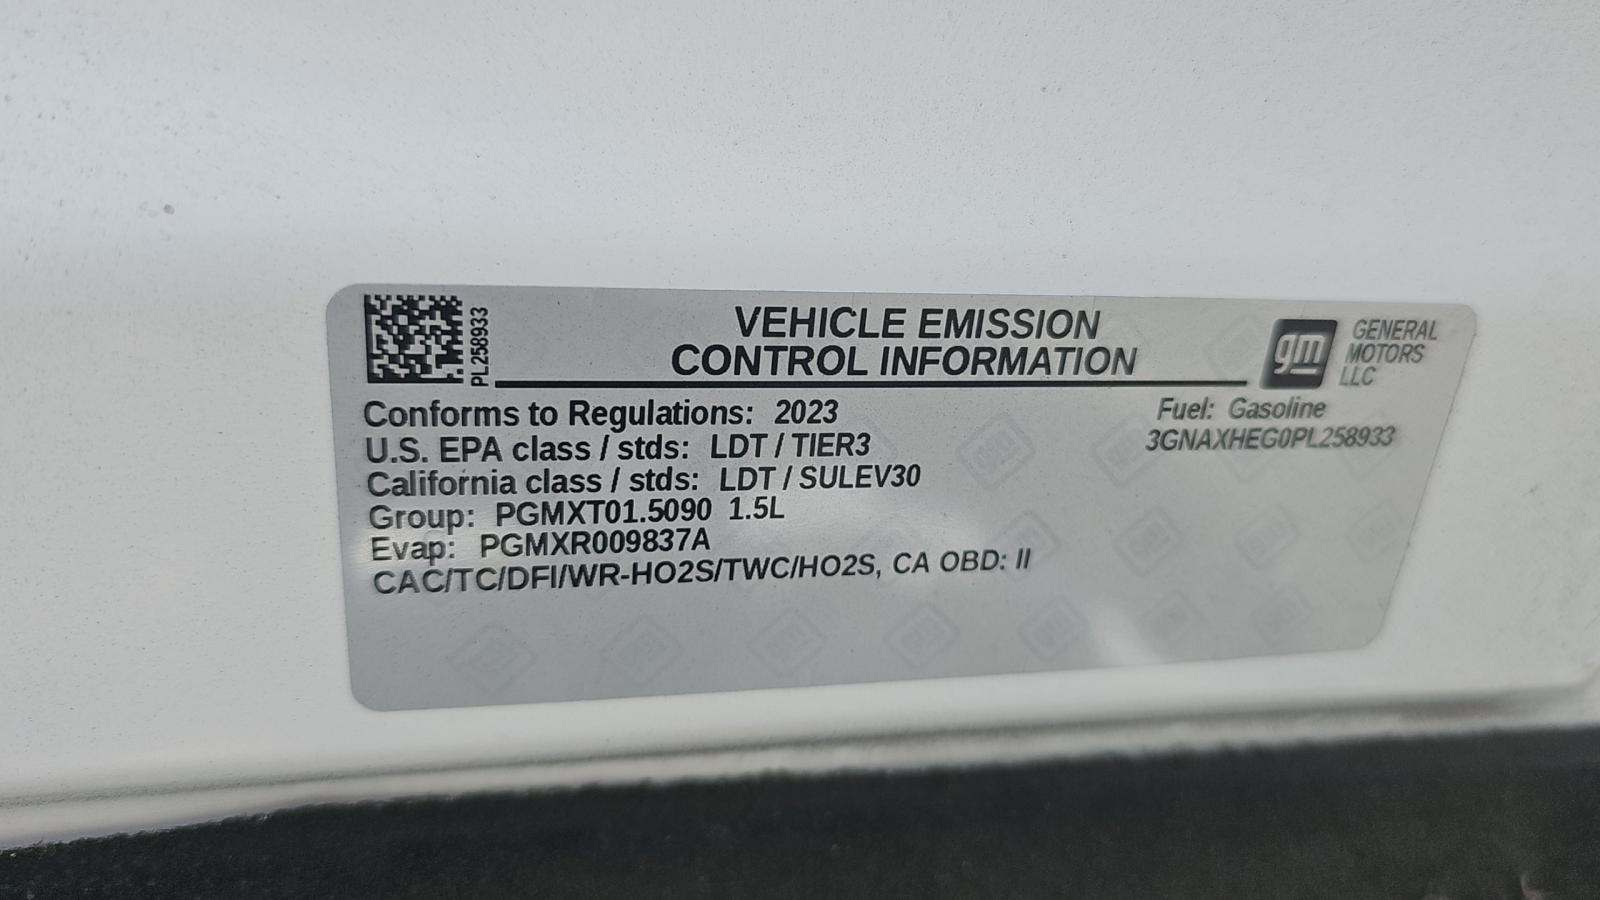 PL258933
VEHICLE EMISSION
CONTROL INFORMATION
gm
GENERAL
MOTORS
LLC
Conforms to Regulations: 2023
Fuel: Gasoline
U.S. EPA class / stds: LDT / TIER3
3GNAXHEG0PL258933
California class / stds: LDT / SULEV30
Group: PGMXT01.5090 1.5L
Evap: PGMXR009837A
CAC/TC/DFI/WR-HO2S/TWC/HO2S, CA OBD: II